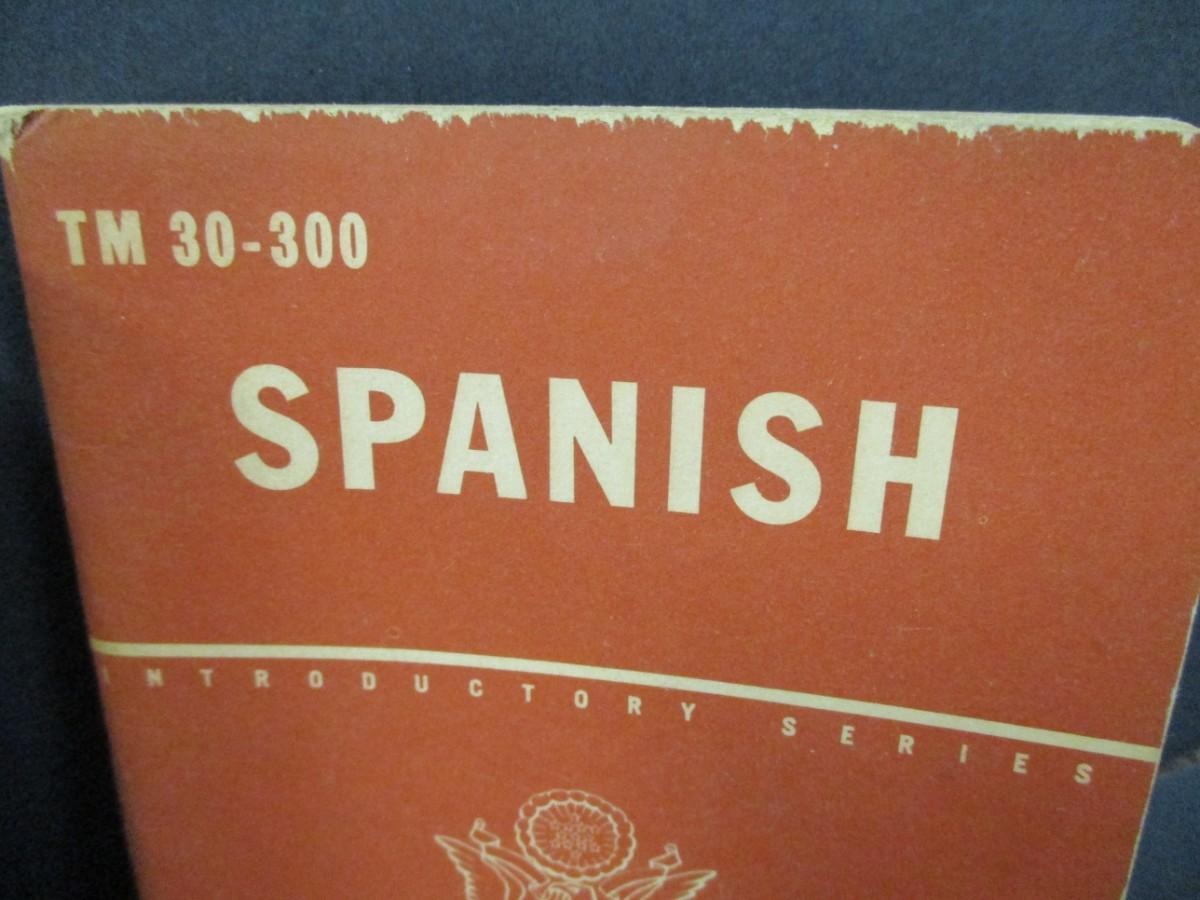 TM 30-300
SPANISH
INTRODUCTORY SERIES